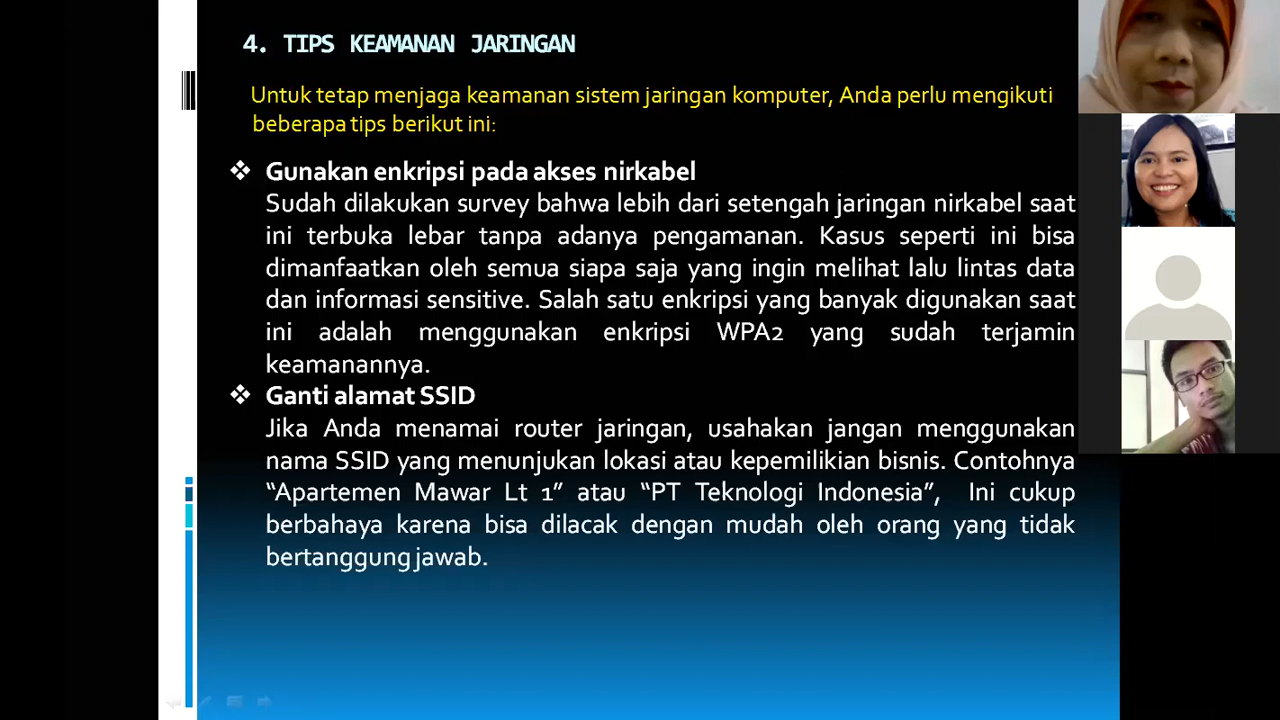 4. TIPS KEAMANAN JARINGAN
Untuk tetap menjaga keamanan sistem jaringan komputer, Anda perlu mengikuti
beberapa tips berikut ini:
❖ Gunakan enkripsi pada akses nirkabel
Sudah dilakukan survey bahwa lebih dari setengah jaringan nirkabel saat
ini terbuka lebar tanpa adanya pengamanan. Kasus seperti ini bisa
dimanfaatkan oleh semua siapa saja yang ingin melihat lalu lintas data
dan informasi sensitive. Salah satu enkripsi yang banyak digunakan saat
ini adalah menggunakan enkripsi WPA2 yang sudah terjamin
keamanannya.
❖ Ganti alamat SSID
Jika Anda menamai router jaringan, usahakan jangan menggunakan
nama SSID yang menunjukan lokasi atau kepemilikian bisnis. Contohnya
“Apartemen Mawar Lt 1” atau “PT Teknologi Indonesia”, Ini cukup
berbahaya karena bisa dilacak dengan mudah oleh orang yang tidak
bertanggung jawab.